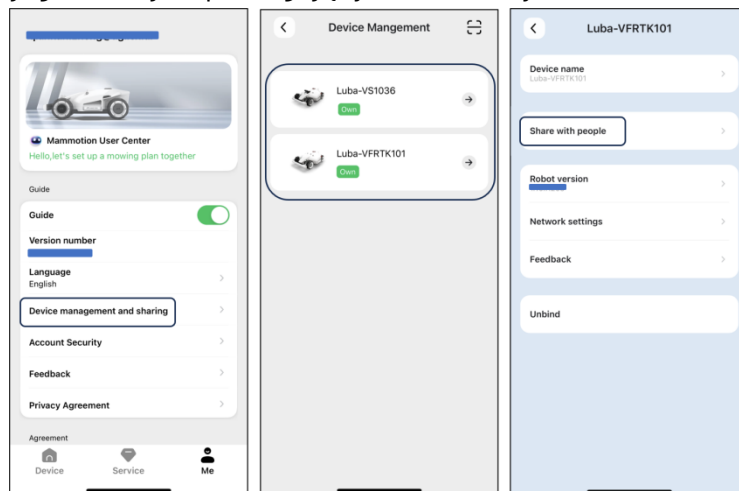 Mammotion User Center
Hello,let's set up a mowing plan together
Guide
Guide
Version number
Language
English
Device management and sharing
Account Security
Feedback
Privacy Agreement
Agreement
Device
Service
Me
Device Mangement
Luba-VS1036
Own
Luba-VFRTK101
Own
Luba-VFRTK101
Device name
Luba-VFRTK101
Share with people
Robot version
Network settings
Feedback
Unbind